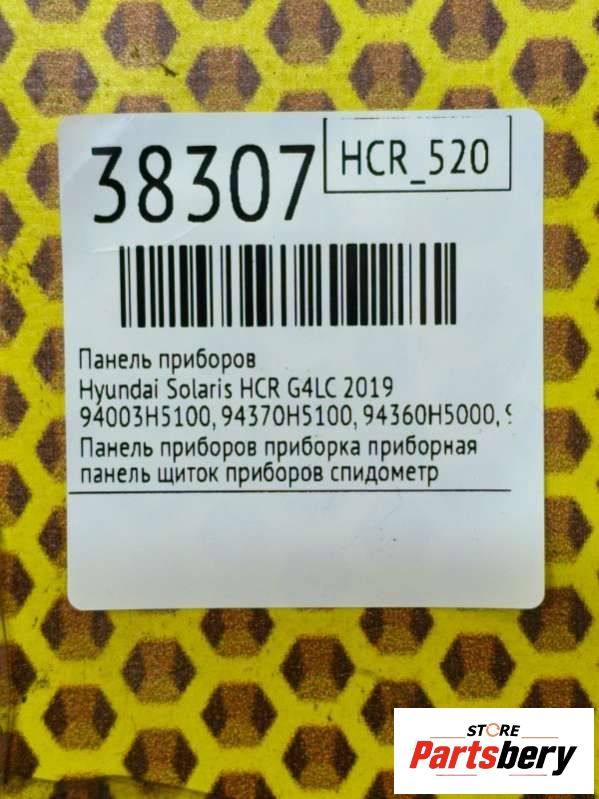 38307
HCR_520
Панель приборов
Hyundai Solaris HCR G4LC 2019
94003H5100, 94370H5100, 94360H5000,
Панель приборов приборка приборная
панель щиток приборов спидометр
STORE
Partsbery